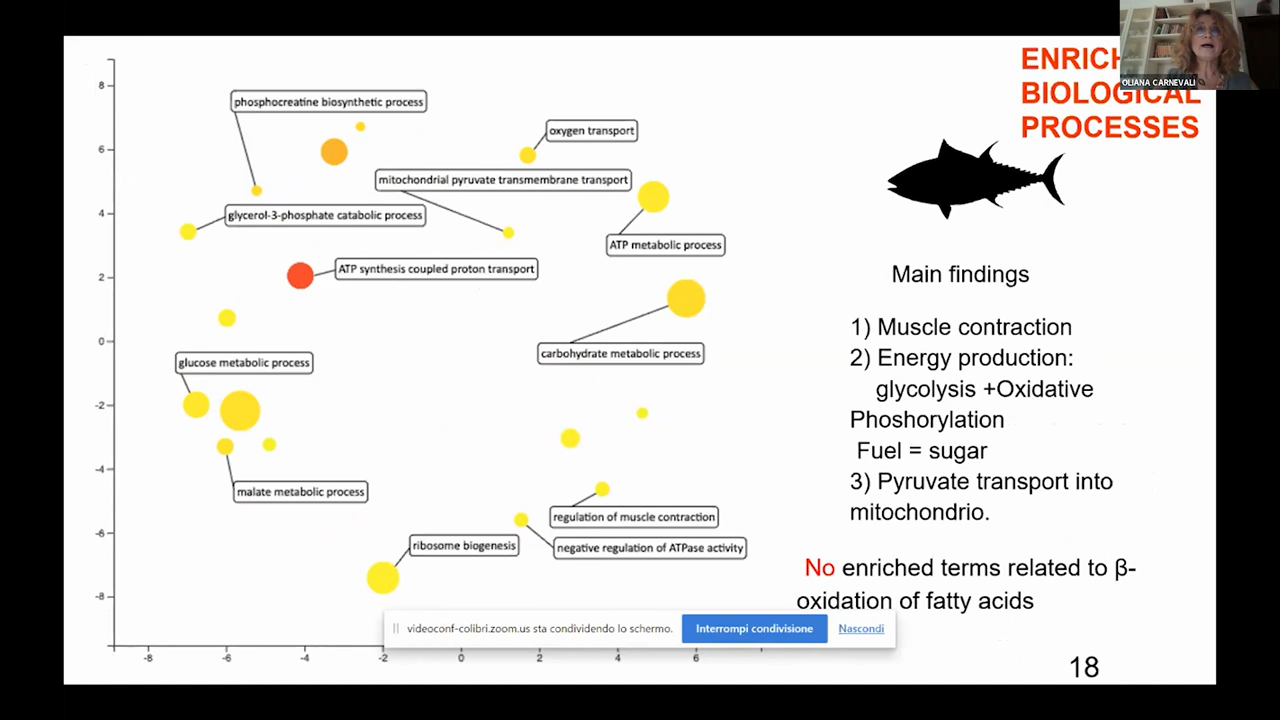 OLIANA CARNEVALI
BIOLOGICAL
PROCESSES
8
6
4
2
0
-2
-4
-6
-8
-8
-6
-4
-2
0
2
4
6
phosphocreatine biosynthetic process
oxygen transport
mitochondrial pyruvate transmembrane transport
glycerol-3-phosphate catabolic process
ATP metabolic process
ATP synthesis coupled proton transport
carbohydrate metabolic process
glucose metabolic process
malate metabolic process
regulation of muscle contraction
ribosome biogenesis
negative regulation of ATPase activity
Main findings
1) Muscle contraction
2) Energy production:
glycolysis +Oxidative
Phoshorylation
Fuel = sugar
3) Pyruvate transport into
mitochondrio.
No enriched terms related to β-
oxidation of fatty acids
videoconf-colibri.zoom.us sta condividendo lo schermo.
Interrompi condivisione
Nascondi
18